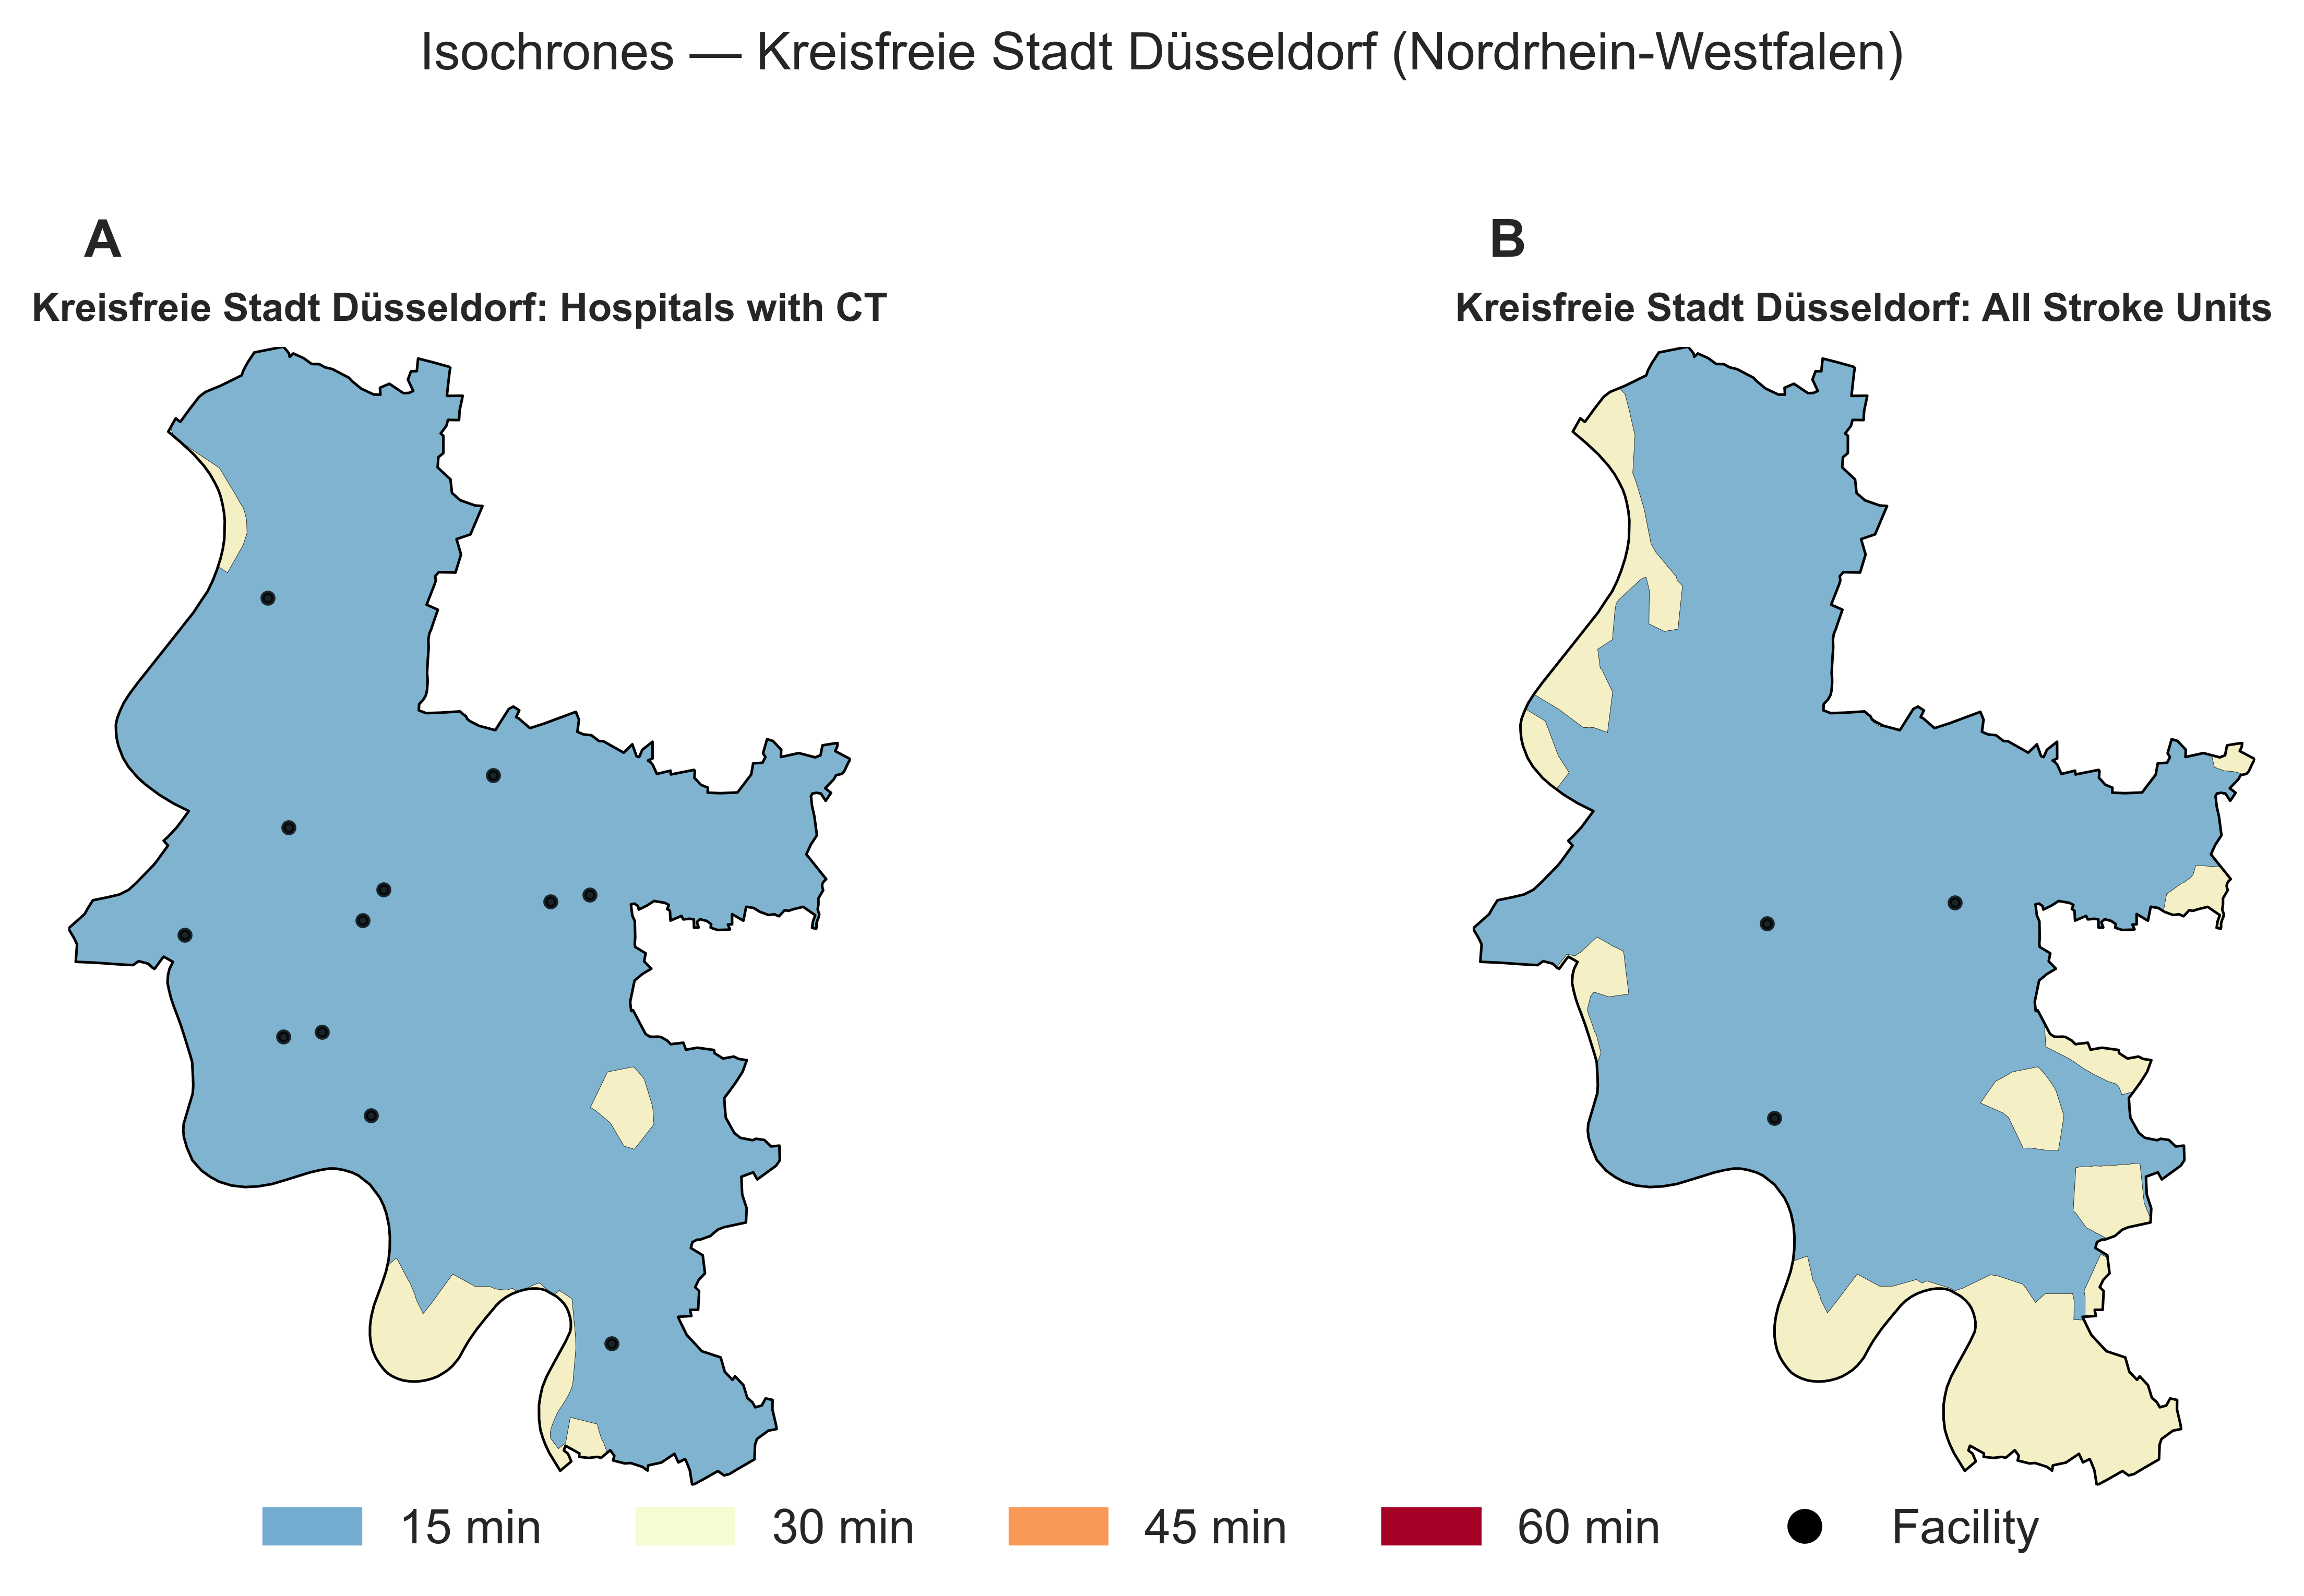 Isochrones — Kreisfreie Stadt Düsseldorf (Nordrhein-Westfalen)
A
Kreisfreie Stadt Düsseldorf: Hospitals with CT
B
Kreisfreie Stadt Düsseldorf: All Stroke Units
15 min
30 min
45 min
60 min
Facility